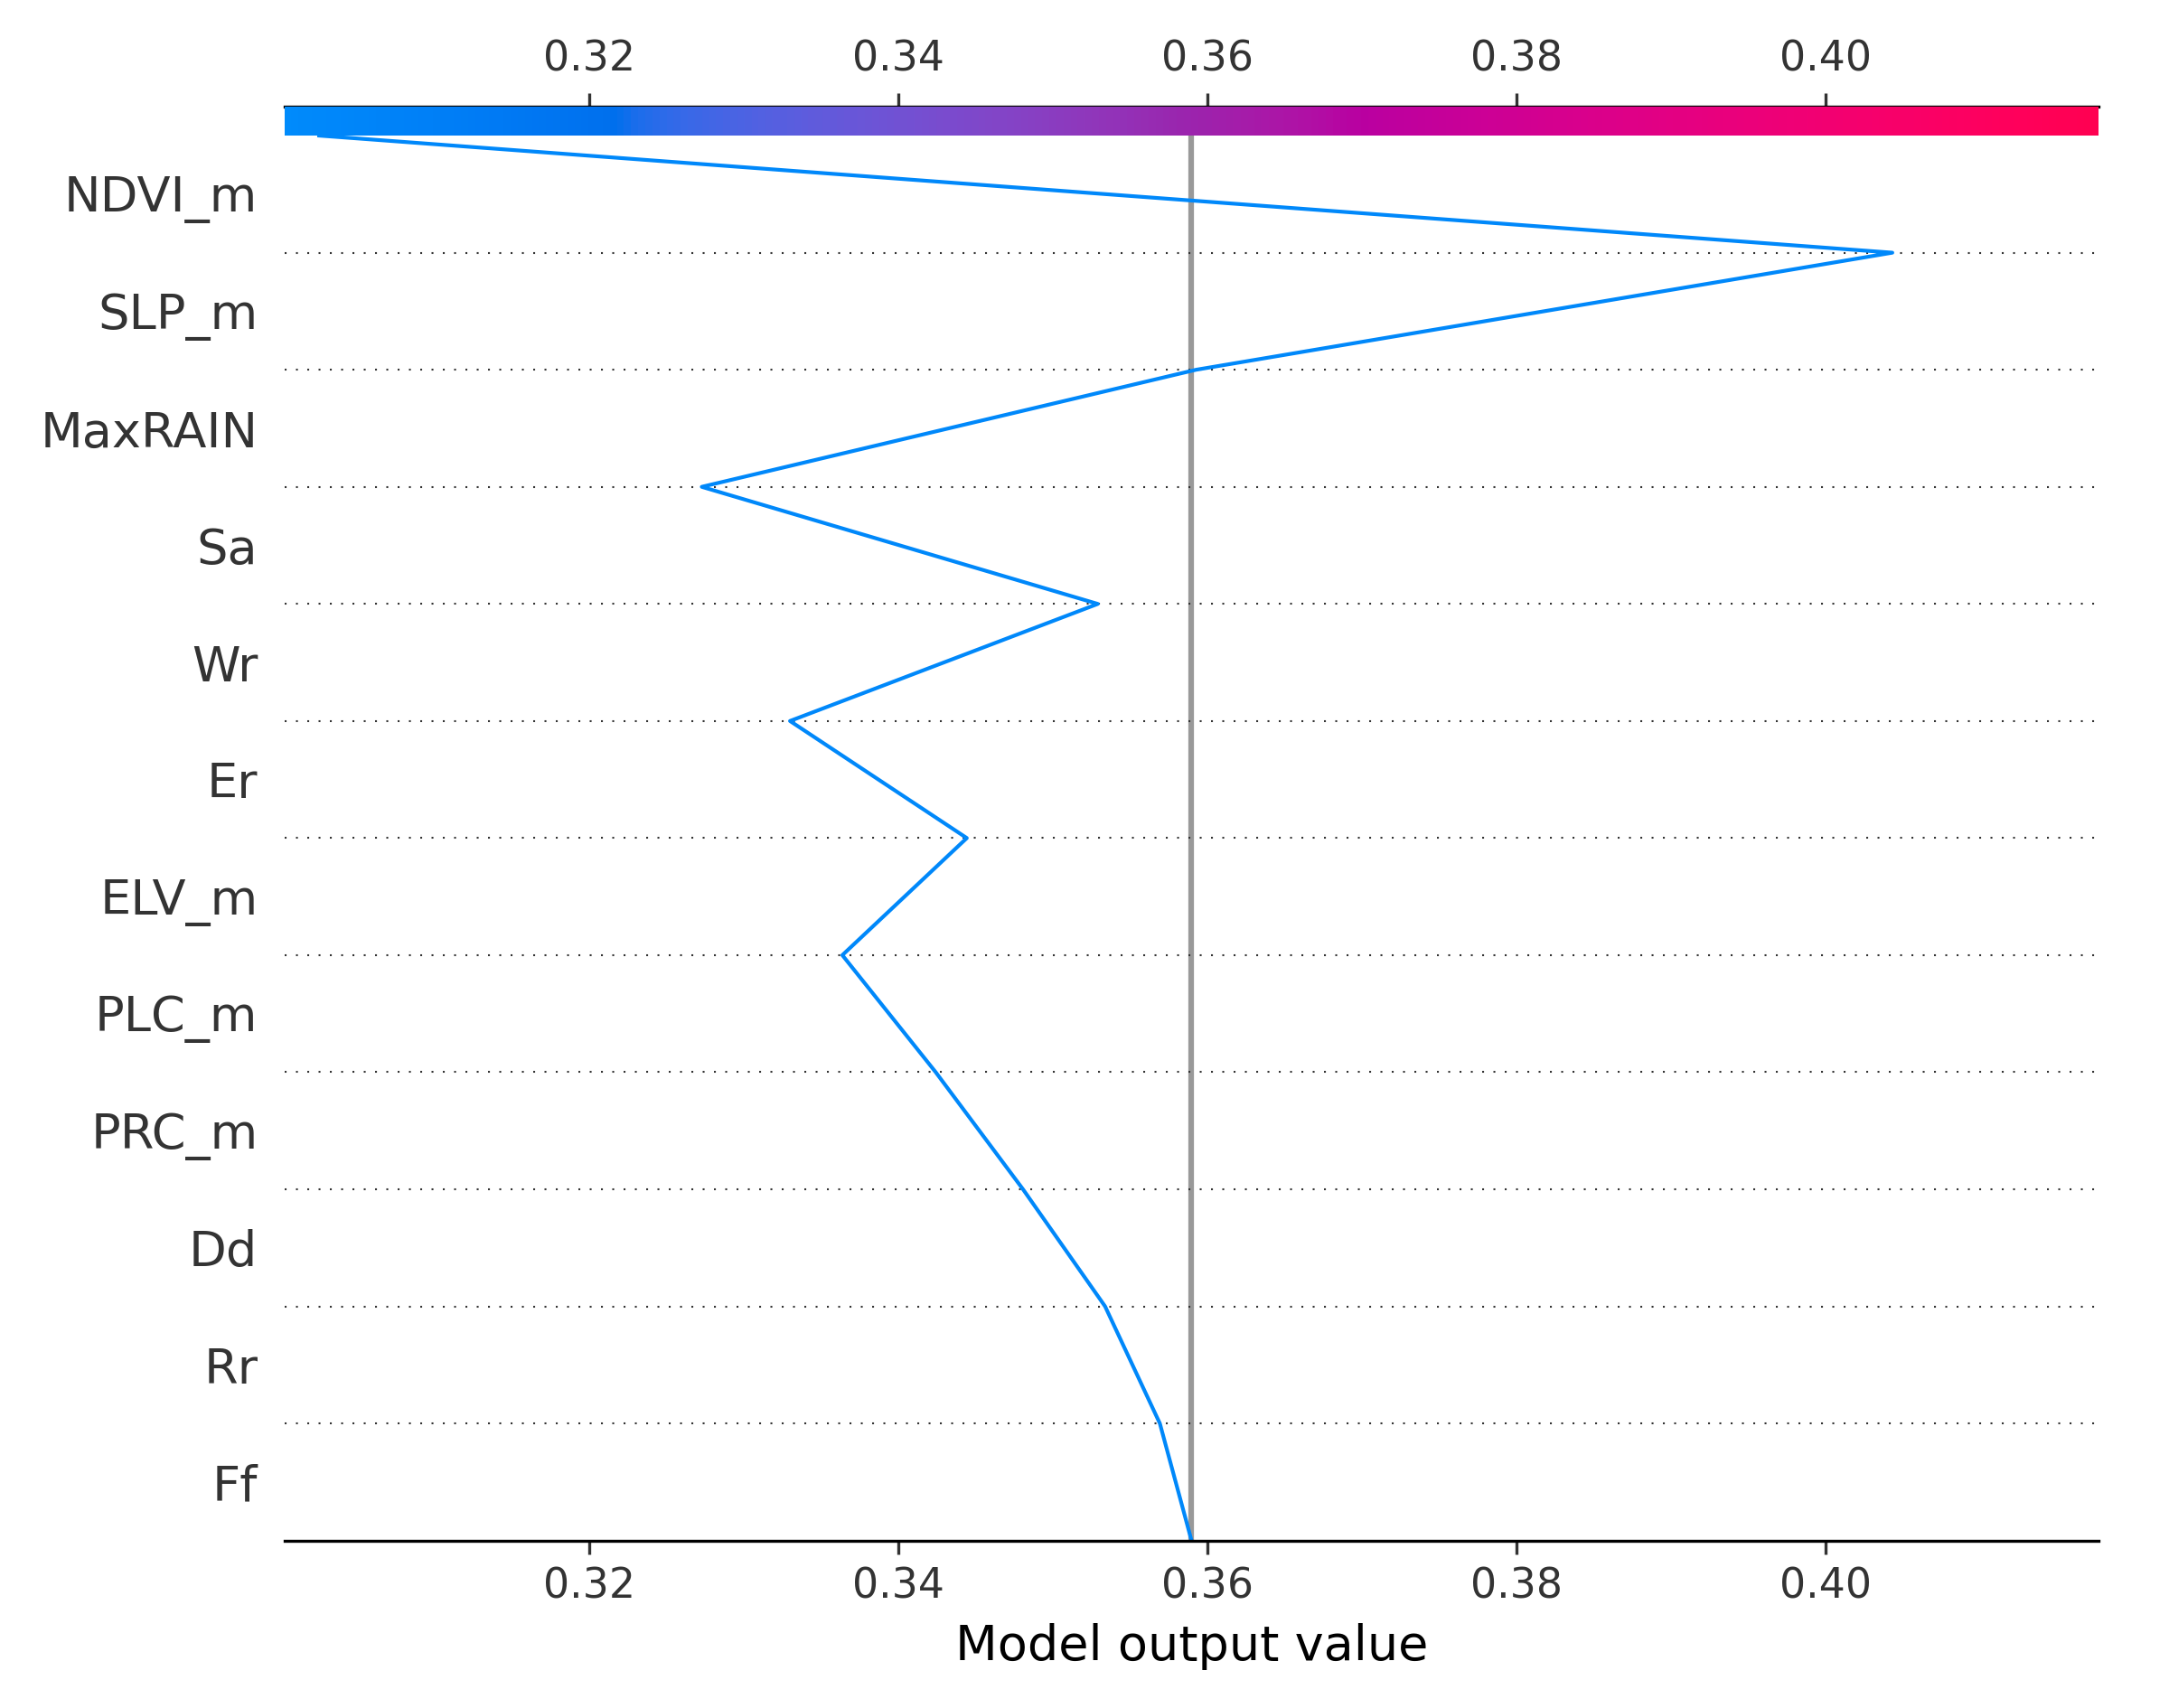 0.32 0.34 0.36 0.38 0.40
NDVI_m
SLP_m
MaxRAIN
Sa
Wr
Er
ELV_m
PLC_m
PRC_m
Dd
Rr
Ff
0.32 0.34 0.36 0.38 0.40
Model output value